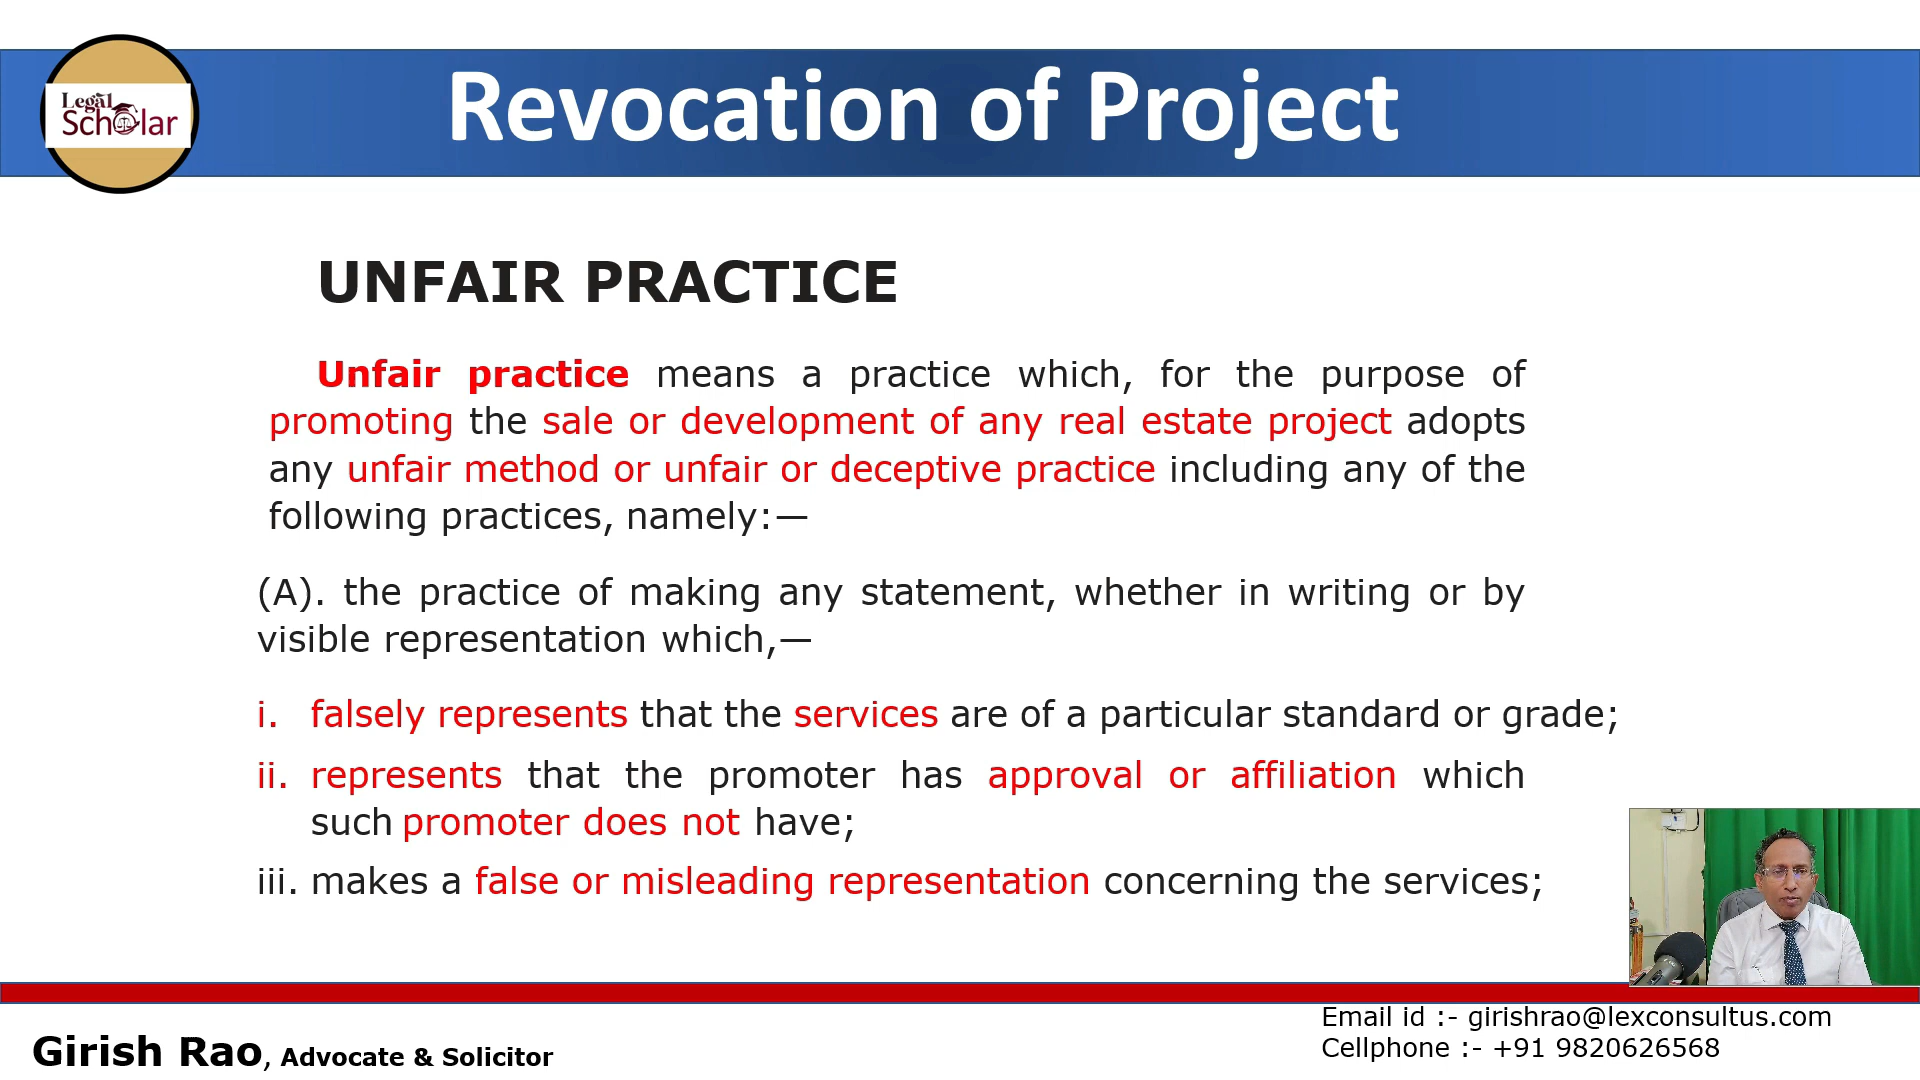 Legal
Scholar
Revocation of Project
UNFAIR PRACTICE
Unfair practice means a practice which, for the purpose of
promoting the sale or development of any real estate project adopts
any unfair method or unfair or deceptive practice including any of the
following practices, namely:—
(A). the practice of making any statement, whether in writing or by
visible representation which,—
i. falsely represents that the services are of a particular standard or grade;
ii. represents that the promoter has approval or affiliation which
such promoter does not have;
iii. makes a false or misleading representation concerning the services;
Email id :- girishrao@lexconsultus.com
Cellphone :- +91 9820626568
Girish Rao, Advocate & Solicitor